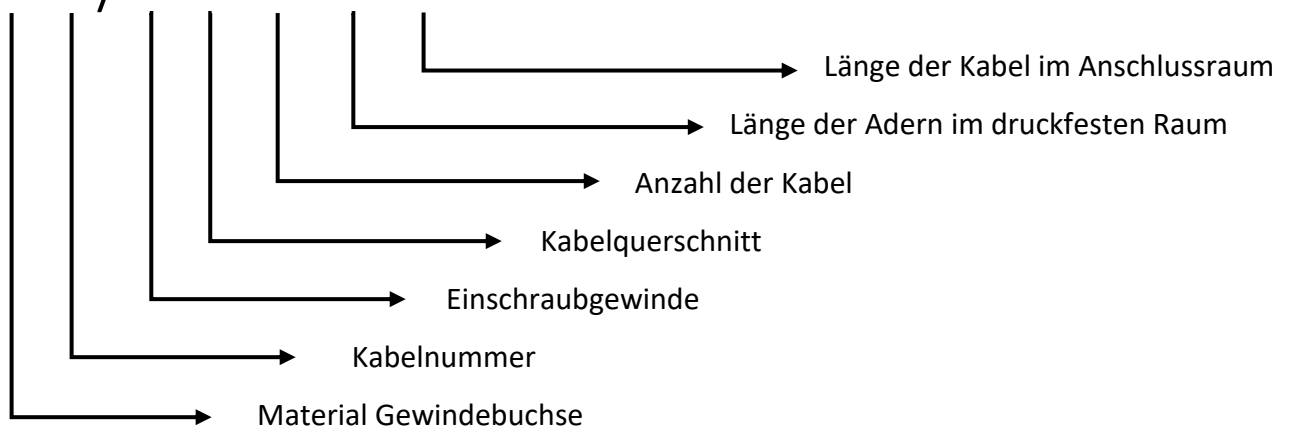 /
Länge der Kabel im Anschlussraum
Länge der Adern im druckfesten Raum
Anzahl der Kabel
Kabelquerschnitt
Einschraubgewinde
Kabelnummer
Material Gewindebuchse